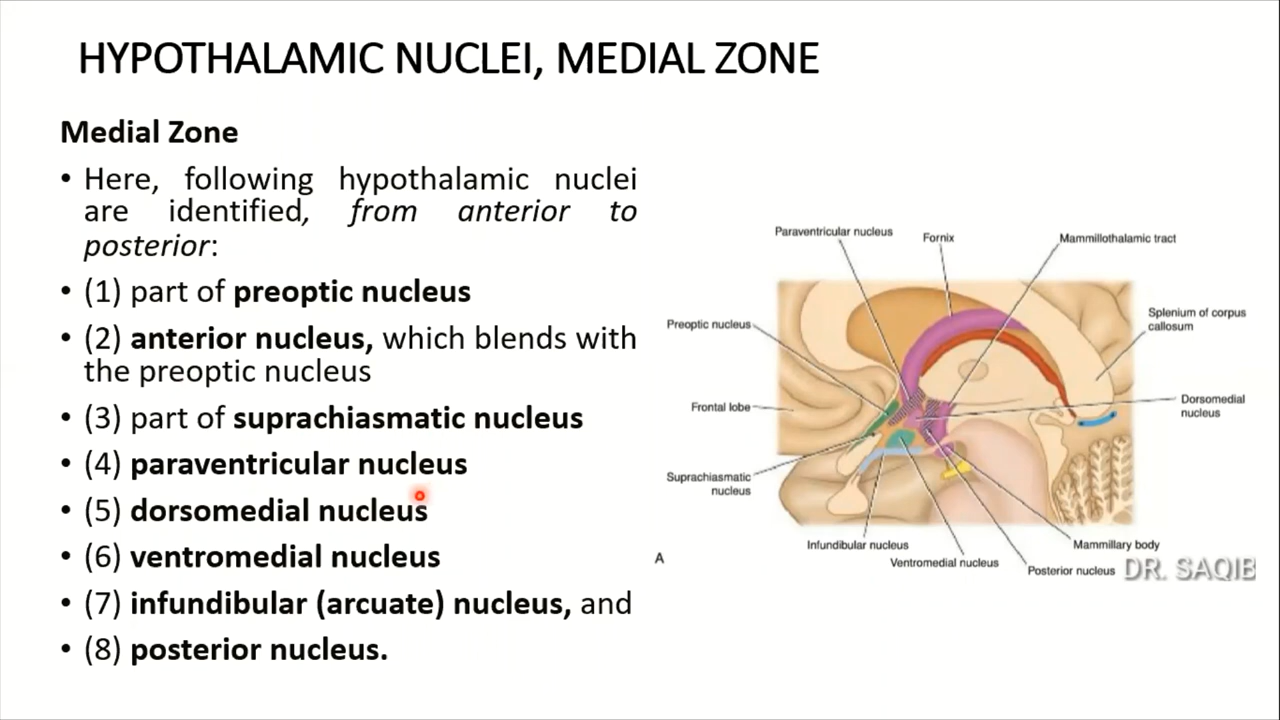 HYPOTHALAMIC NUCLEI, MEDIAL ZONE
Medial Zone
• Here, following hypothalamic nuclei
are identified, from anterior to
posterior:
• (1) part of preoptic nucleus
• (2) anterior nucleus, which blends with
the preoptic nucleus
• (3) part of suprachiasmatic nucleus
• (4) paraventricular nucleus
• (5) dorsomedial nucleus
• (6) ventromedial nucleus
• (7) infundibular (arcuate) nucleus, and
• (8) posterior nucleus.
Paraventricular nucleus
Fornix
Mammillothalamic tract
Preoptic nucleus
Splenium of corpus
callosum
Frontal lobe
Dorsomedial
nucleus
Suprachiasmatic
nucleus
Infundibular nucleus
Ventromedial nucleus
Mammillary body
Posterior nucleus
A
DR. SAQIB